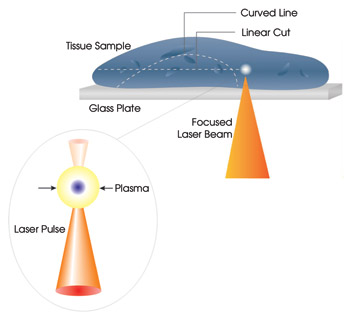 Curved Line
Linear Cut
Tissue Sample
Glass Plate
Focused
Laser Beam
Plasma
Laser Pulse